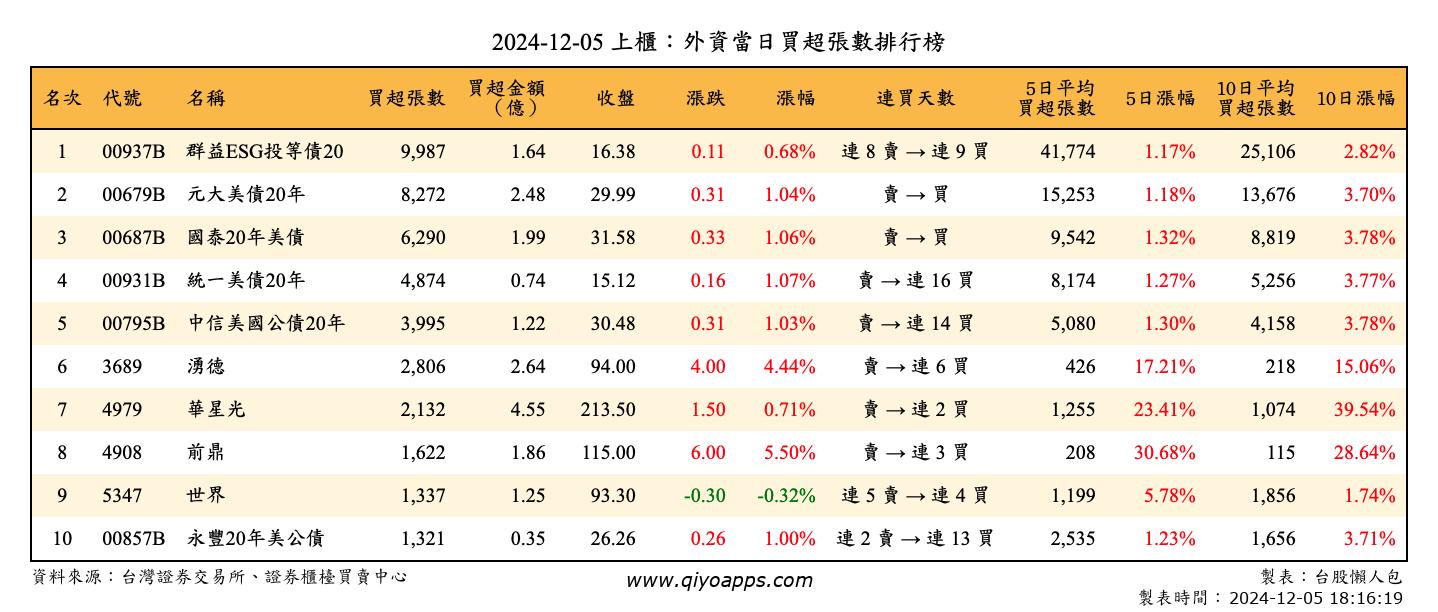 2024-12-05 上櫃：外資當日買超張數排行榜
名次 代號 名稱 買超張數 買超金額（億） 收盤 漲跌 漲幅 連買天數 5日平均買超張數 5日漲幅 10日平均買超張數 10日漲幅
1 00937B 群益ESG投等債20 9,987 1.64 16.38 0.11 0.68% 連 8 賣 → 連 9 買 41,774 1.17% 25,106 2.82%
2 00679B 元大美債20年 8,272 2.48 29.99 0.31 1.04% 賣 → 買 15,253 1.18% 13,676 3.70%
3 00687B 國泰20年美債 6,290 1.99 31.58 0.33 1.06% 賣 → 買 9,542 1.32% 8,819 3.78%
4 00931B 統一美債20年 4,874 0.74 15.12 0.16 1.07% 賣 → 連 16 買 8,174 1.27% 5,256 3.77%
5 00795B 中信美國公債20年 3,995 1.22 30.48 0.31 1.03% 賣 → 連 14 買 5,080 1.30% 4,158 3.78%
6 3689 湧德 2,806 2.64 94.00 4.00 4.44% 賣 → 連 6 買 426 17.21% 218 15.06%
7 4979 華星光 2,132 4.55 213.50 1.50 0.71% 賣 → 連 2 買 1,255 23.41% 1,074 39.54%
8 4908 前鼎 1,622 1.86 115.00 6.00 5.50% 賣 → 連 3 買 208 30.68% 115 28.64%
9 5347 世界 1,337 1.25 93.30 -0.30 -0.32% 連 5 賣 → 連 4 買 1,199 5.78% 1,856 1.74%
10 00857B 永豐20年美公債 1,321 0.35 26.26 0.26 1.00% 連 2 賣 → 連 13 買 2,535 1.23% 1,656 3.71%
資料來源：台灣證券交易所、證券櫃檯買賣中心 www.qiyoapps.com 製表：台股懶人包
製表時間：2024-12-05 18:16:19